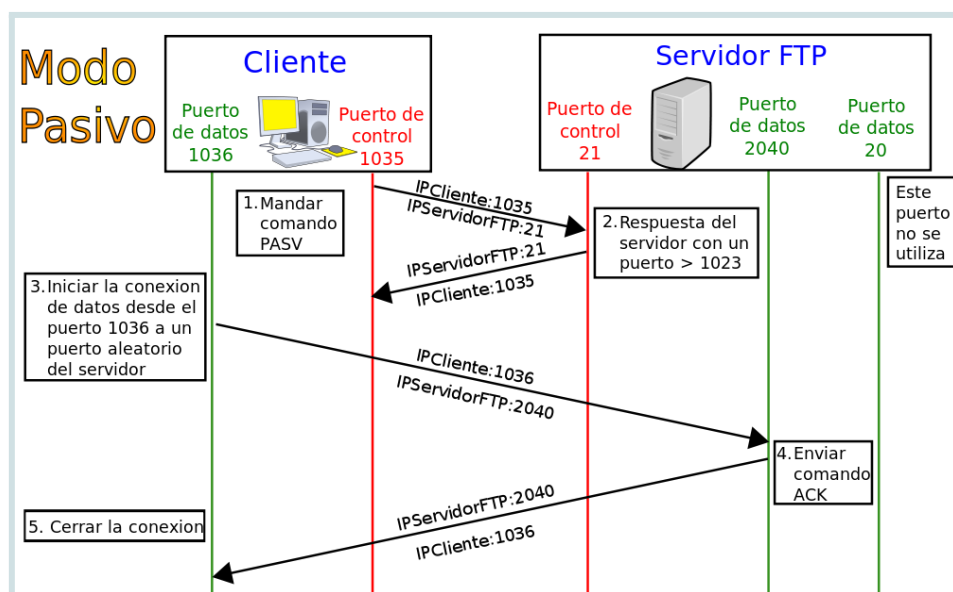 Modo
Pasivo
Cliente
Puerto
de datos
1036
Puerto de
control
1035
Servidor FTP
Puerto de
control
21
Puerto
de datos
2040
Puerto
de datos
20
1.Mandar
comando
PASV
IPCliente:1035
IPServidorFTP:21
2.Respuesta del
servidor con un
puerto > 1023
Este
puerto
no se
utiliza
IPServidorFTP:21
IPCliente:1035
3.Iniciar la conexion
de datos desde el
puerto 1036 a un
puerto aleatorio
del servidor
IPCliente:1036
IPServidorFTP:2040
4.Enviar
comando
ACK
IPServidorFTP:2040
IPCliente:1036
5. Cerrar la conexion